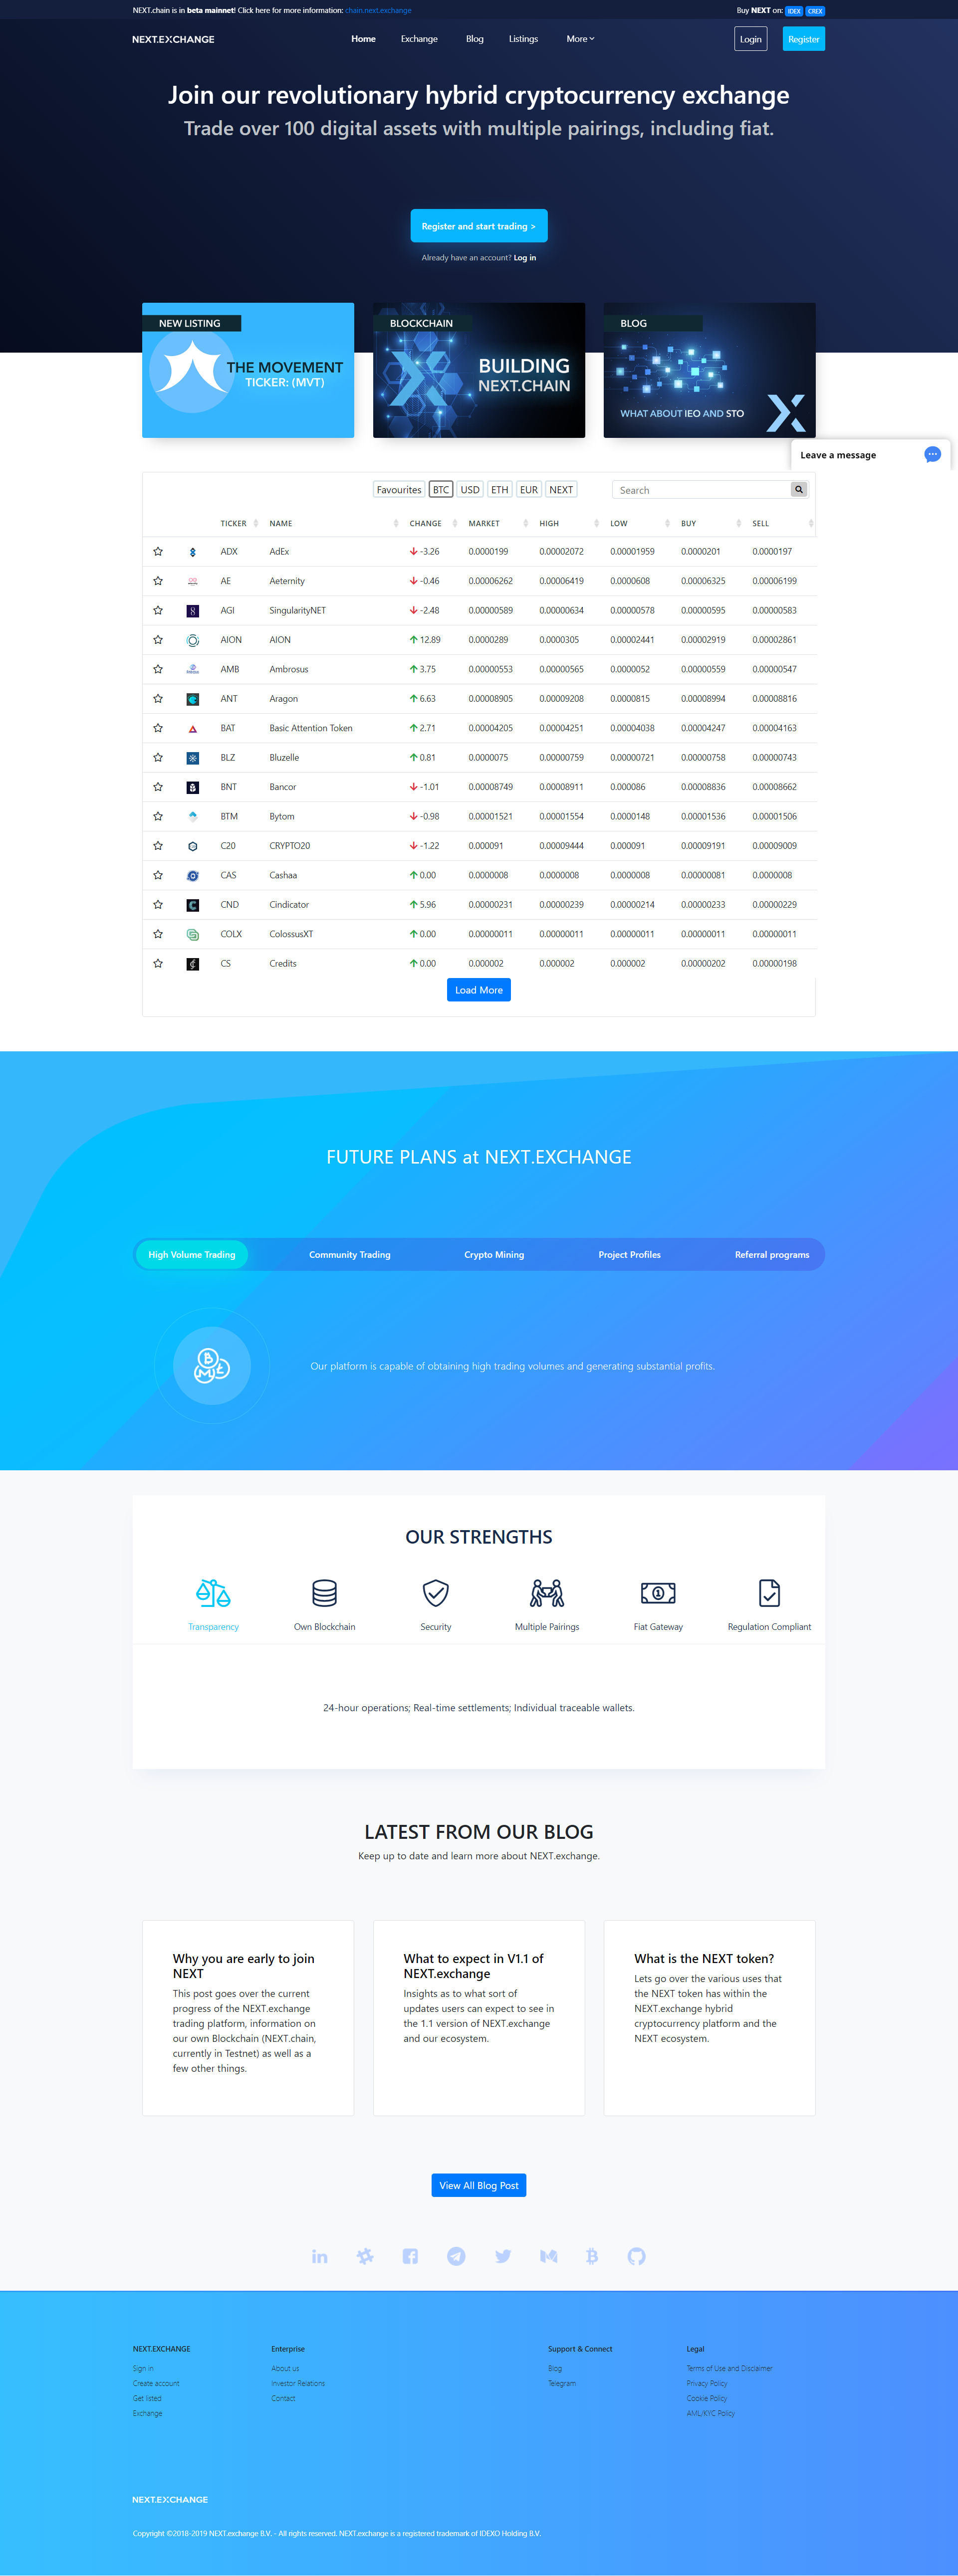 NEXT.chain is in beta mainnet! Click here for more information: chain.next.exchange
Buy NEXT on: IDEX CREX
NEXT.EXCHANGE
Home Exchange Blog Listings More
Login Register
Join our revolutionary hybrid cryptocurrency exchange
Trade over 100 digital assets with multiple pairings, including fiat.
Register and start trading >
Already have an account? Log in
NEW LISTING
THE MOVEMENT
TICKER: (MVT)
BLOCKCHAIN
BUILDING
NEXT.CHAIN
BLOG
WHAT ABOUT IEO AND STO
Leave a message
Favourites BTC USD ETH EUR NEXT
Search
TICKER NAME CHANGE MARKET HIGH LOW BUY SELL
ADX AdEx -3.26 0.0000199 0.00002072 0.00001959 0.0000201 0.0000197
AE Aeternity -0.46 0.00006262 0.00006419 0.0000608 0.00006325 0.00006199
AGI SingularityNET -2.48 0.00000589 0.00000634 0.00000578 0.00000595 0.00000583
AION AION 12.89 0.0000289 0.0000305 0.00002441 0.00002919 0.00002861
AMB Ambrosus 3.75 0.00000553 0.00000565 0.0000052 0.00000559 0.00000547
ANT Aragon 6.63 0.00008905 0.00009208 0.0000815 0.00008994 0.00008816
BAT Basic Attention Token 2.71 0.00004205 0.00004251 0.00004038 0.00004247 0.00004163
BLZ Bluzelle 0.81 0.0000075 0.00000759 0.00000721 0.00000758 0.00000743
BNT Bancor -1.01 0.00008749 0.00008911 0.000086 0.00008836 0.00008662
BTM Bytom -0.98 0.00001521 0.00001554 0.0000148 0.00001536 0.00001506
C20 CRYPTO20 -1.22 0.000091 0.00009444 0.000091 0.00009191 0.00009009
CAS Cashaa 0.00 0.0000008 0.0000008 0.0000008 0.00000081 0.0000008
CND Cindicator 5.96 0.00000231 0.00000239 0.00000214 0.00000233 0.00000229
COLX ColossusXT 0.00 0.00000011 0.00000011 0.00000011 0.00000011 0.00000011
CS Credits 0.00 0.000002 0.000002 0.000002 0.00000202 0.00000198
Load More
FUTURE PLANS at NEXT.EXCHANGE
High Volume Trading Community Trading Crypto Mining Project Profiles Referral programs
Our platform is capable of obtaining high trading volumes and generating substantial profits.
OUR STRENGTHS
Transparency Own Blockchain Security Multiple Pairings Fiat Gateway Regulation Compliant
24-hour operations; Real-time settlements; Individual traceable wallets.
LATEST FROM OUR BLOG
Keep up to date and learn more about NEXT.exchange.
Why you are early to join
NEXT
This post goes over the current
progress of the NEXT.exchange
trading platform, information on
our own Blockchain (NEXT.chain,
currently in Testnet) as well as a
few other things.
What to expect in V1.1 of
NEXT.exchange
Insights as to what sort of
updates users can expect to see in
the 1.1 version of NEXT.exchange
and our ecosystem.
What is the NEXT token?
Lets go over the various uses that
the NEXT token has within the
NEXT.exchange hybrid
cryptocurrency platform and the
NEXT ecosystem.
View All Blog Post
NEXT.EXCHANGE
Sign in
Create account
Get listed
Exchange
Enterprise
About us
Investor Relations
Contact
Support & Connect
Blog
Telegram
Legal
Terms of Use and Disclaimer
Privacy Policy
Cookie Policy
AML/KYC Policy
NEXT.EXCHANGE
Copyright ©2018-2019 NEXT.exchange B.V. - All rights reserved. NEXT.exchange is a registered trademark of IDEXO Holding B.V.